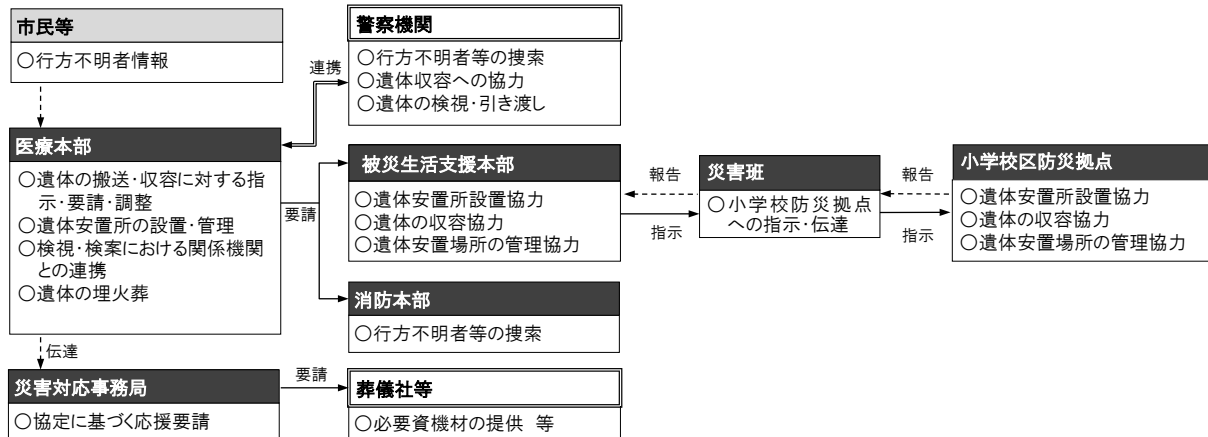 市民等
○行方不明者情報
警察機関
○行方不明者等の捜索
○遺体収容への協力
○遺体の検視・引き渡し
連携
医療本部
○遺体の搬送・収容に対する指
示・要請・調整
○遺体安置所の設置・管理
○検視・検案における関係機関
との連携
○遺体の埋火葬
要請
被災生活支援本部
○遺体安置所設置協力
○遺体の収容協力
○遺体安置場所の管理協力
報告
指示
災害班
○小学校防災拠点
への指示・伝達
報告
指示
小学校区防災拠点
○遺体安置所設置協力
○遺体の収容協力
○遺体安置場所の管理協力
消防本部
○行方不明者等の捜索
伝達
災害対応事務局
○協定に基づく応援要請
要請
葬儀社等
○必要資機材の提供 等